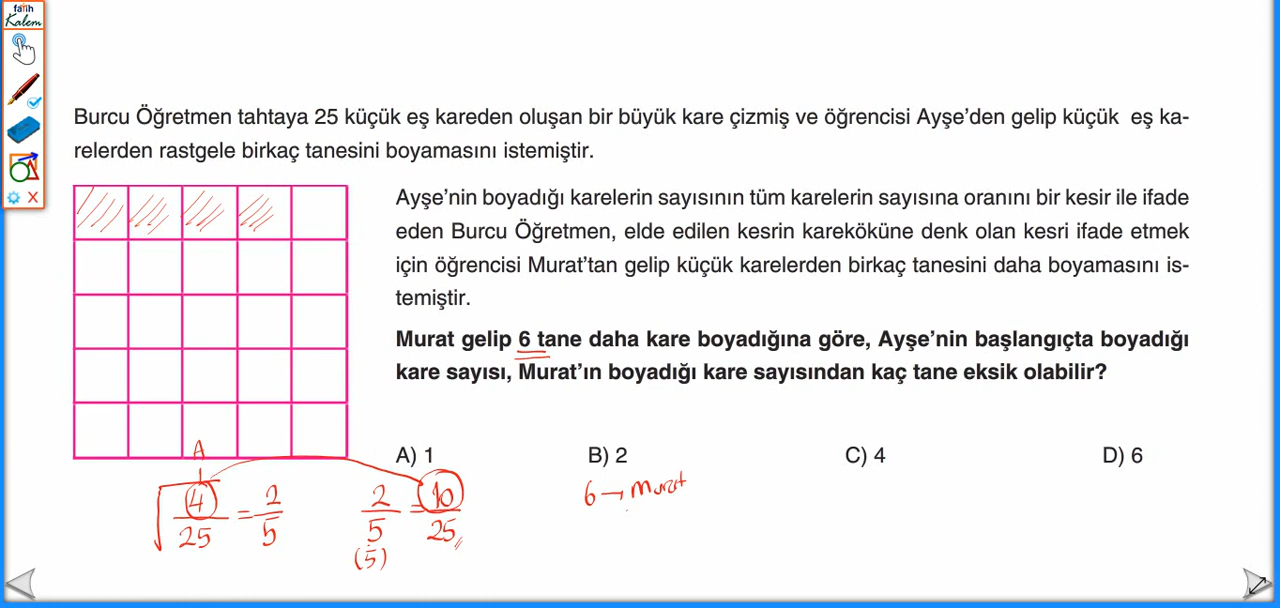 fatih
Kalem
Burcu Öğretmen tahtaya 25 küçük eş kareden oluşan bir büyük kare çizmiş ve öğrencisi Ayşe’den gelip küçük eş ka-
relerden rastgele birkaç tanesini boyamasını istemiştir.
Ayşe’nin boyadığı karelerin sayısının tüm karelerin sayısına oranını bir kesir ile ifade
eden Burcu Öğretmen, elde edilen kesrin kareköküne denk olan kesri ifade etmek
için öğrencisi Murat’tan gelip küçük karelerden birkaç tanesini daha boyamasını is-
temiştir.
Murat gelip 6 tane daha kare boyadığına göre, Ayşe’nin başlangıçta boyadığı
kare sayısı, Murat’ın boyadığı kare sayısından kaç tane eksik olabilir?
A) 1 B) 2 C) 4 D) 6
A
√4/25 = 2/5 2/5 = 10/25
(5)
6 → Murat